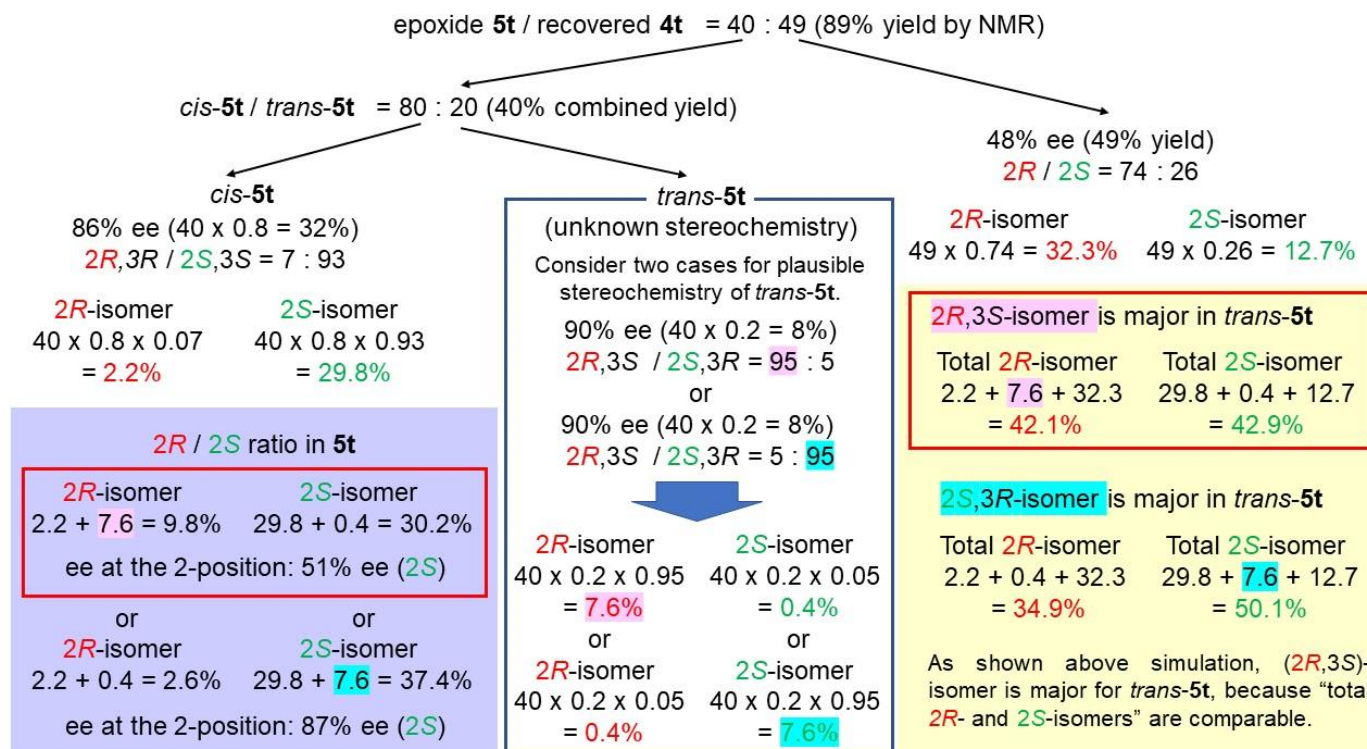 epoxide 5t / recovered 4t = 40 : 49 (89% yield by NMR)
cis-5t / trans-5t = 80 : 20 (40% combined yield)
cis-5t
86% ee (40 x 0.8 = 32%)
2R,3R / 2S,3S = 7 : 93
2R-isomer 2S-isomer
40 x 0.8 x 0.07 40 x 0.8 x 0.93
= 2.2% = 29.8%
2R / 2S ratio in 5t
2R-isomer 2S-isomer
2.2 + 7.6 = 9.8% 29.8 + 0.4 = 30.2%
ee at the 2-position: 51% ee (2S)
or or
2R-isomer 2S-isomer
2.2 + 0.4 = 2.6% 29.8 + 7.6 = 37.4%
ee at the 2-position: 87% ee (2S)
trans-5t
(unknown stereochemistry)
Consider two cases for plausible
stereochemistry of trans-5t.
90% ee (40 x 0.2 = 8%)
2R,3S / 2S,3R = 95 : 5
or
90% ee (40 x 0.2 = 8%)
2R,3S / 2S,3R = 5 : 95
2R-isomer 2S-isomer
40 x 0.2 x 0.95 40 x 0.2 x 0.05
= 7.6% = 0.4%
or or
2R-isomer 2S-isomer
40 x 0.2 x 0.05 40 x 0.2 x 0.95
= 0.4% = 7.6%
48% ee (49% yield)
2R / 2S = 74 : 26
2R-isomer 2S-isomer
49 x 0.74 = 32.3% 49 x 0.26 = 12.7%
2R,3S-isomer is major in trans-5t
Total 2R-isomer Total 2S-isomer
2.2 + 7.6 + 32.3 29.8 + 0.4 + 12.7
= 42.1% = 42.9%
2S,3R-isomer is major in trans-5t
Total 2R-isomer Total 2S-isomer
2.2 + 0.4 + 32.3 29.8 + 7.6 + 12.7
= 34.9% = 50.1%
As shown above simulation, (2R,3S)-
isomer is major for trans-5t, because “total
2R- and 2S-isomers” are comparable.